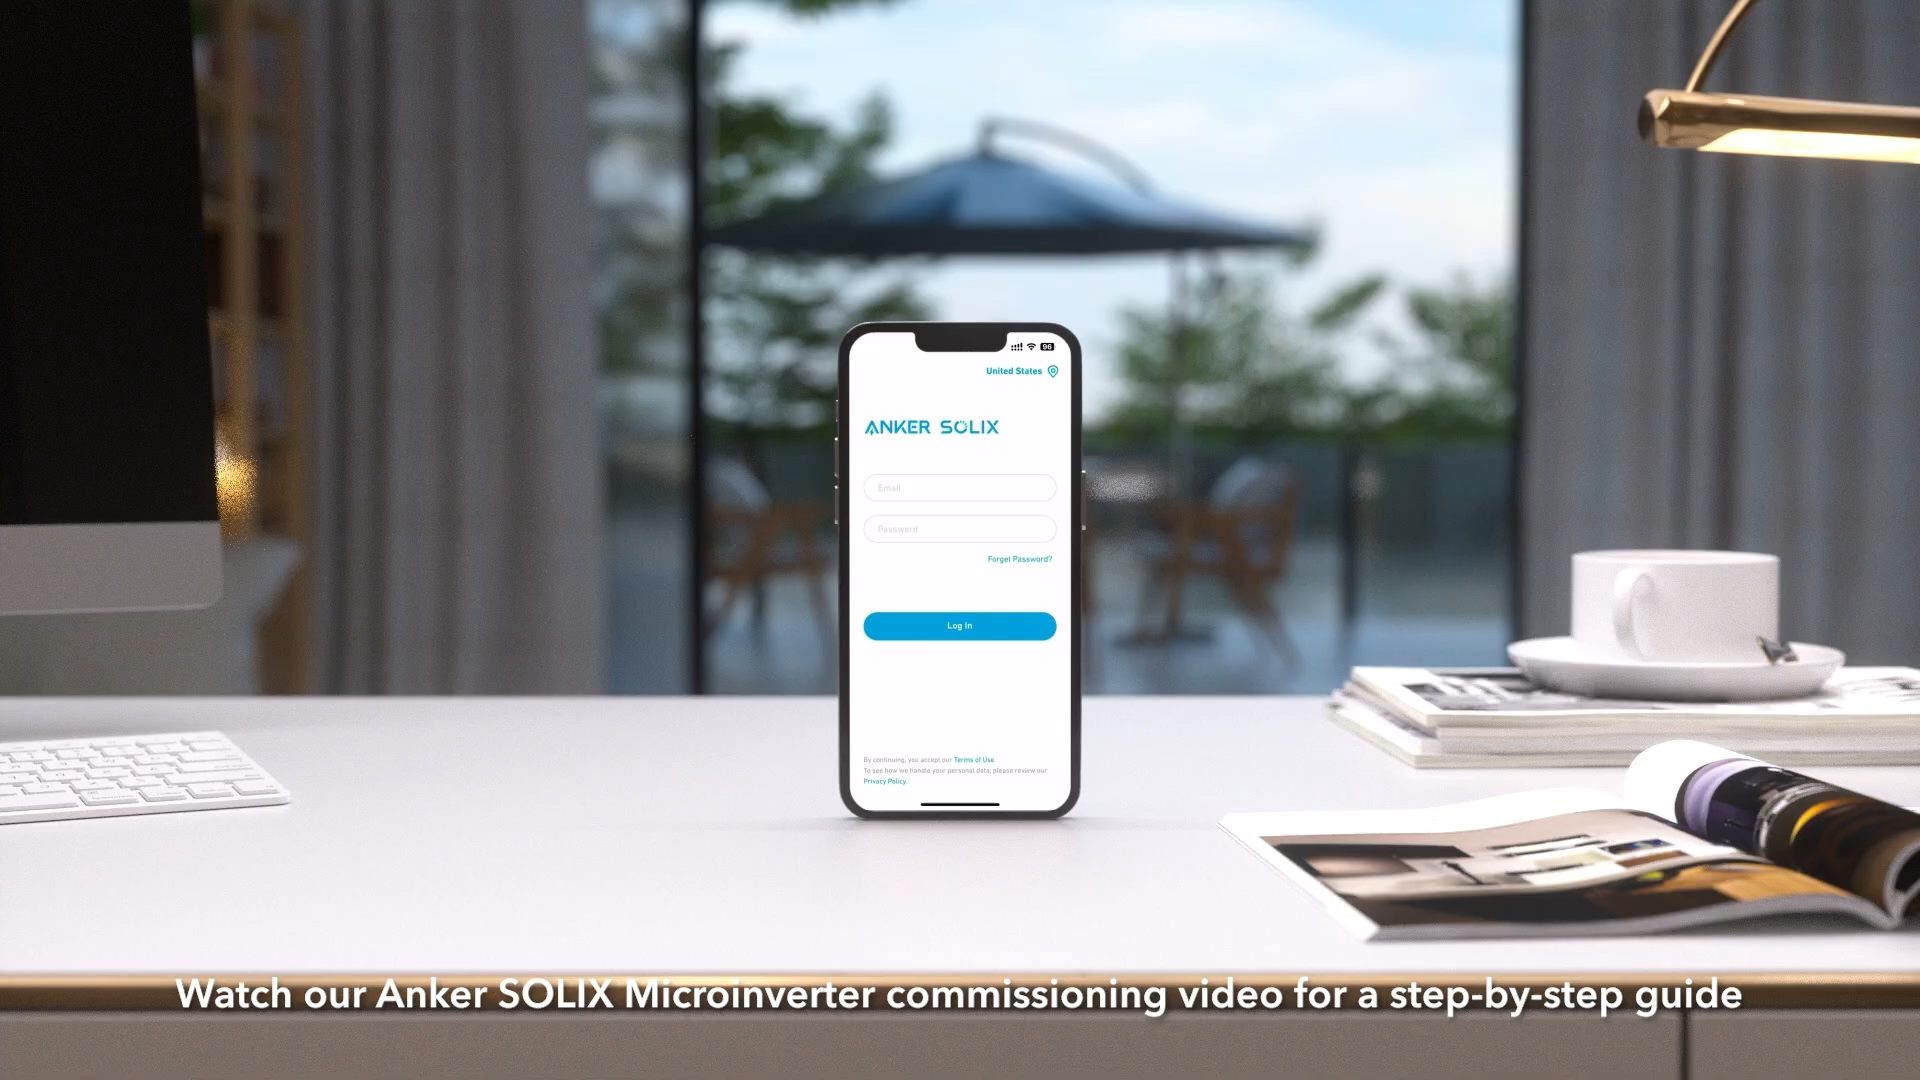 96
United States
ANKER SOLIX
Email
Password
Forget Password?
Log In
By continuing, you accept our Terms of Use.
To see how we handle your personal data, please review our
Privacy Policy.
Watch our Anker SOLIX Microinverter commissioning video for a step-by-step guide